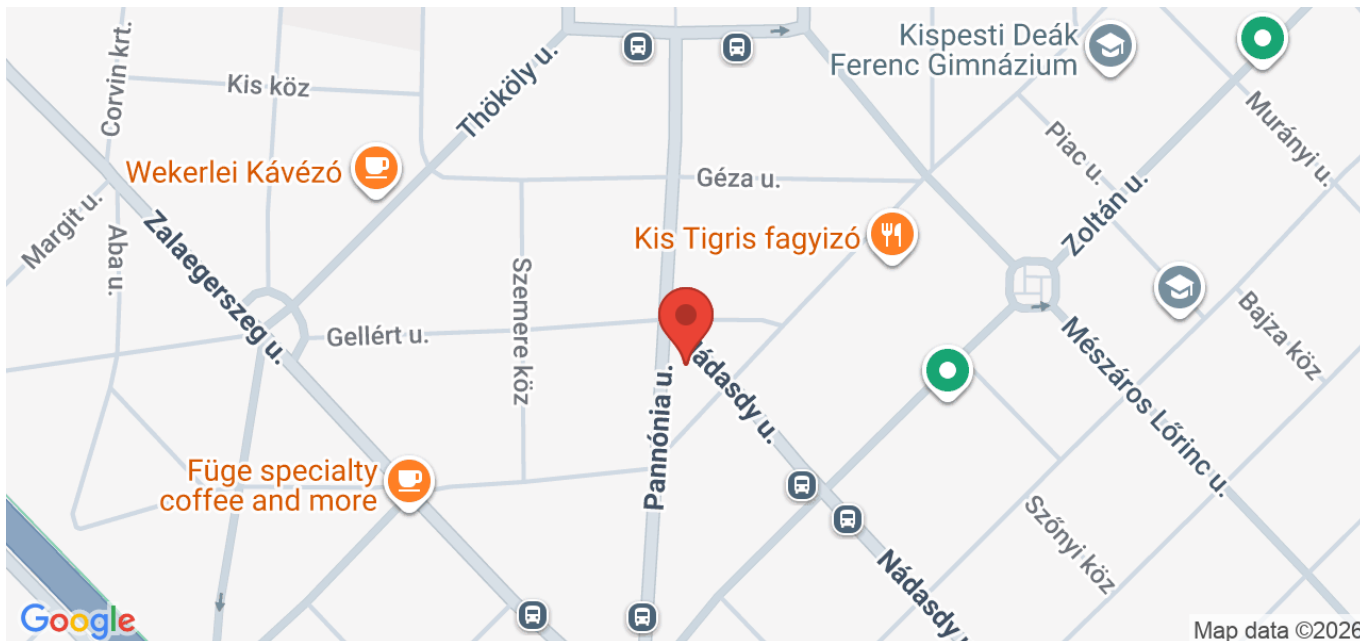 Corvin krt.
Kis köz
Thököly u.
Kispesti Deák
Ferenc Gimnázium
Murányi u.
Piac u.
Wekerlei Kávézó
Géza u.
Zoltán u.
Margit u.
Aba u.
Zalaegerszeg u.
Kis Tigris fagyizó
Szemere köz
Gellért u.
Bajza köz
Nádasdy u.
Mészáros Lőrinc u.
Pannónia u.
Füge specialty
coffee and more
Szőnyi köz
Nádasdy u.
Google
Map data ©2026